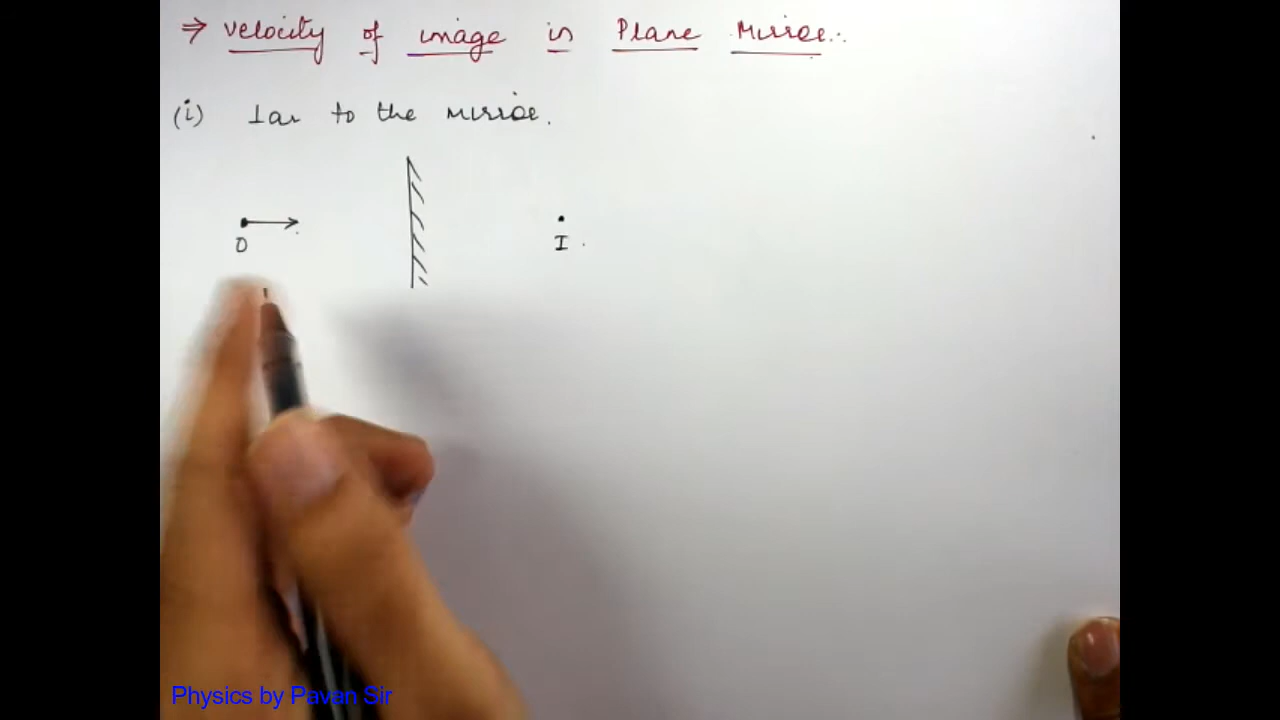 ⇒ Velocity of image in Plane Mirror.
(i) ⊥ar to the mirror.
O I
Physics by Pavan Sir